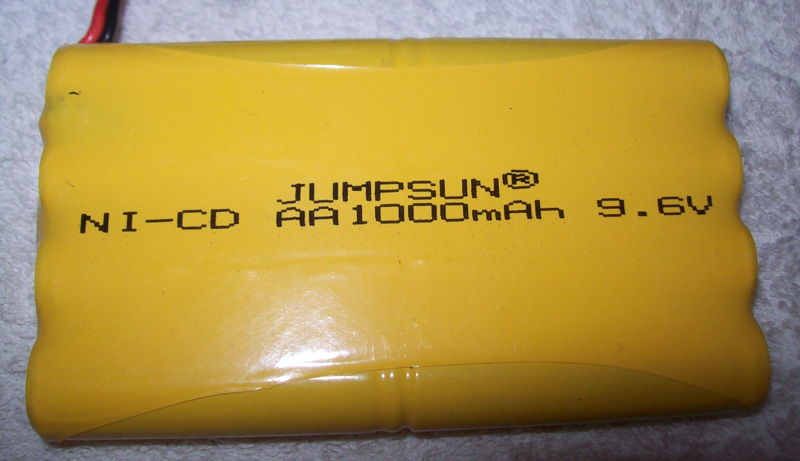 JUMPSUN®
NI-CD AA1000mAh 9.6V